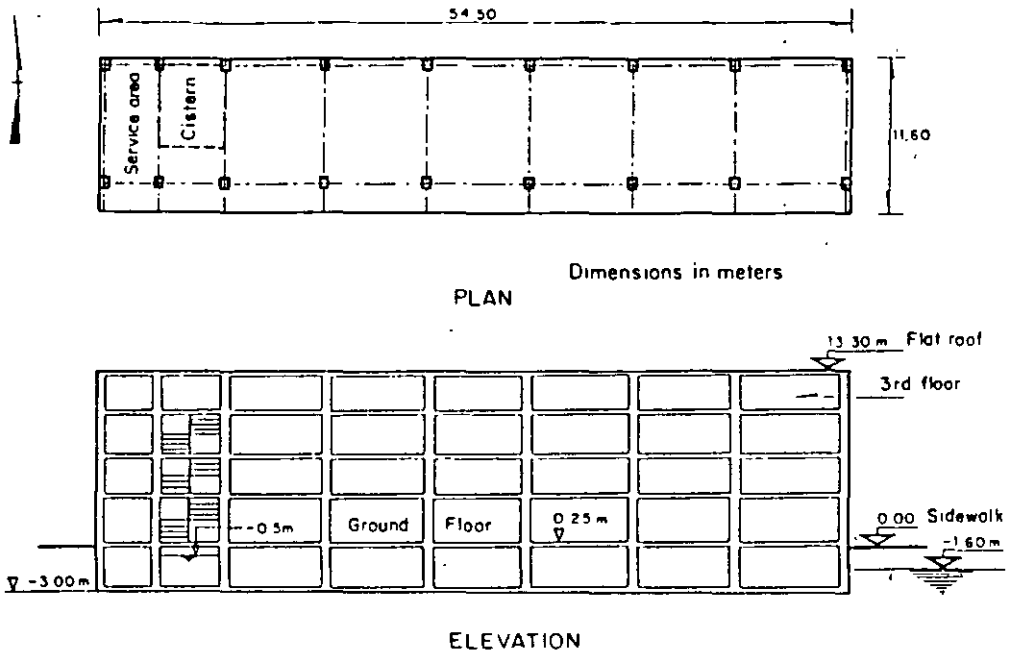 54.50
Service area
Cistern
11.60
Dimensions in meters
PLAN
13.30 m Flat roof
3rd floor
-0.5m
Ground Floor
0.25 m
0.00 Sidewalk
-1.60 m
-3.00 m
ELEVATION